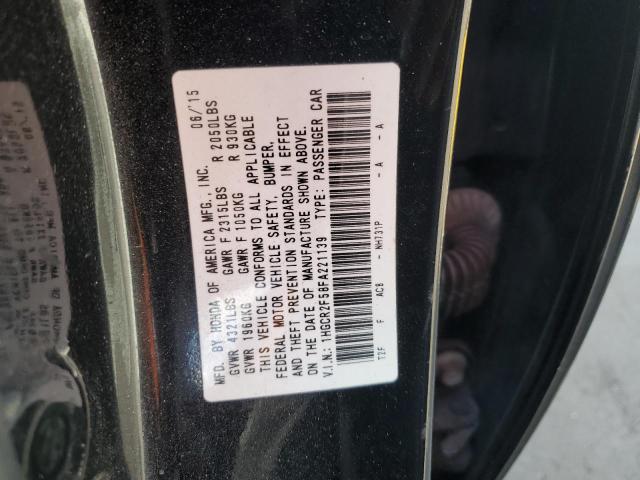 MFD. BY HONDA OF AMERICA MFG., INC. 06/'15
GVWR 4321LBS GAWR F 2315LBS R 2050LBS
GVWR 1960KG GAWR F 1050KG R 930KG
THIS VEHICLE CONFORMS TO ALL APPLICABLE
FEDERAL MOTOR VEHICLE SAFETY, BUMPER,
AND THEFT PREVENTION STANDARDS IN EFFECT
ON THE DATE OF MANUFACTURE SHOWN ABOVE.
V.I.N.: 1HGCR2F58FA221139 TYPE: PASSENGER CAR
T2F F AC8 - NH731P - A - A